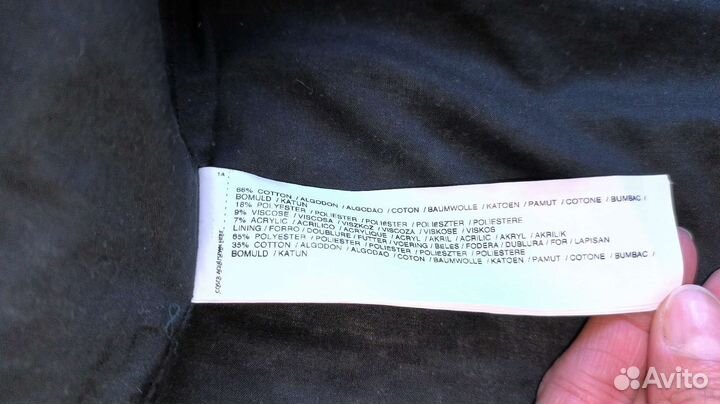 14
66% COTTON / ALGODON / ALGODAO / COTON / BAUMWOLLE / KATOEN / PAMUT / COTONE / BUMBAC /
BOMULD / KATUN
18% POLYESTER / POLIESTER / POLIESTER / POLIESZTER / POLIESTERE
9% VISCOSE / VISCOSA / VISZKOZ / VISCOZA / VISKOSE / VISKOS
7% ACRYLIC / ACRILICO / ACRYLIQUE / ACRYL / AKRIL / ACRILIC / AKRYL / AKRILIK
LINING / FORRO / DOUBLURE / FUTTER / VOERING / BELES / FODERA / DUBLURA / FOR / LAPISAN
65% POLYESTER / POLIESTER / POLIESTER / POLIESZTER / POLIESTERE
35% COTTON / ALGODON / ALGODAO / COTON / BAUMWOLLE / KATOEN / PAMUT / COTONE / BUMBAC /
BOMULD / KATUN
Avito